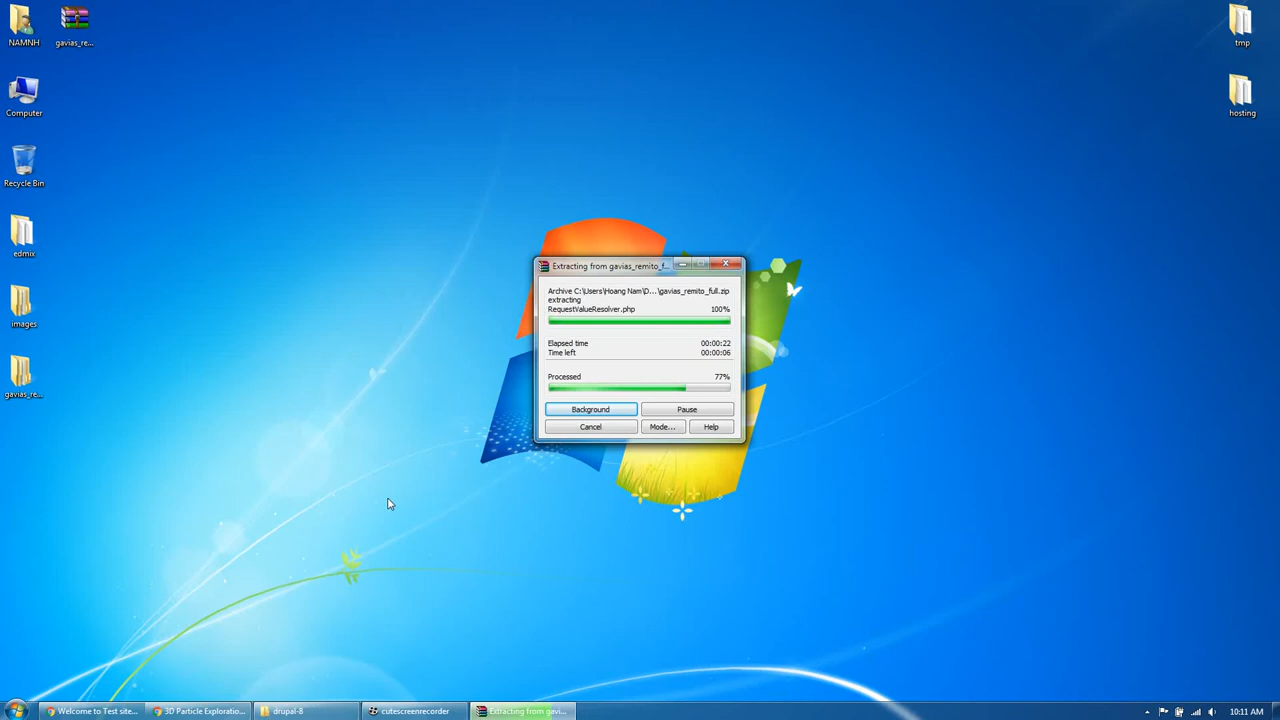 NAMNH
gavias_re...
Computer
Recycle Bin
edmix
images
gavias_re...
tmp
hosting
Extracting from gavias_remito_f...
Archive C:\Users\Hoang Nam\D...\gavias_remito_full.zip
extracting
RequestValueResolver.php 100%
Elapsed time 00:00:22
Time left 00:00:06
Processed 77%
Background Pause
Cancel Mode... Help
Welcome to Test site... 3D Particle Exploratio... drupal-8 cutescreenrecorder Extracting from gavi... 10:11 AM